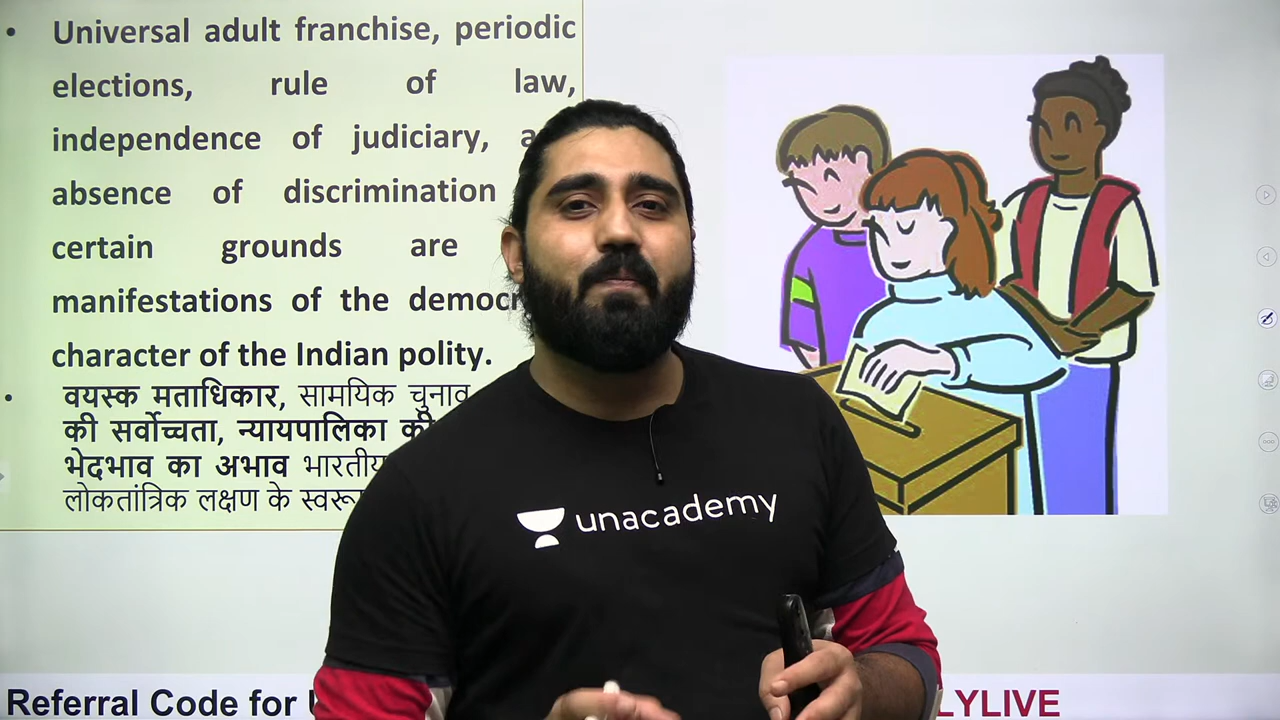 Universal adult franchise, periodic
elections, rule of law,
independence of judiciary,
absence of discrimination
certain grounds are
manifestations of the
character of the Indian polity.
वयस्क मताधिकार, सामयिक चुनाव
की सर्वोच्चता, न्यायपालिका की
भेदभाव का अभाव भारतीय
लोकतांत्रिक लक्षण के
unacademy
Referral Code for
LYLIVE